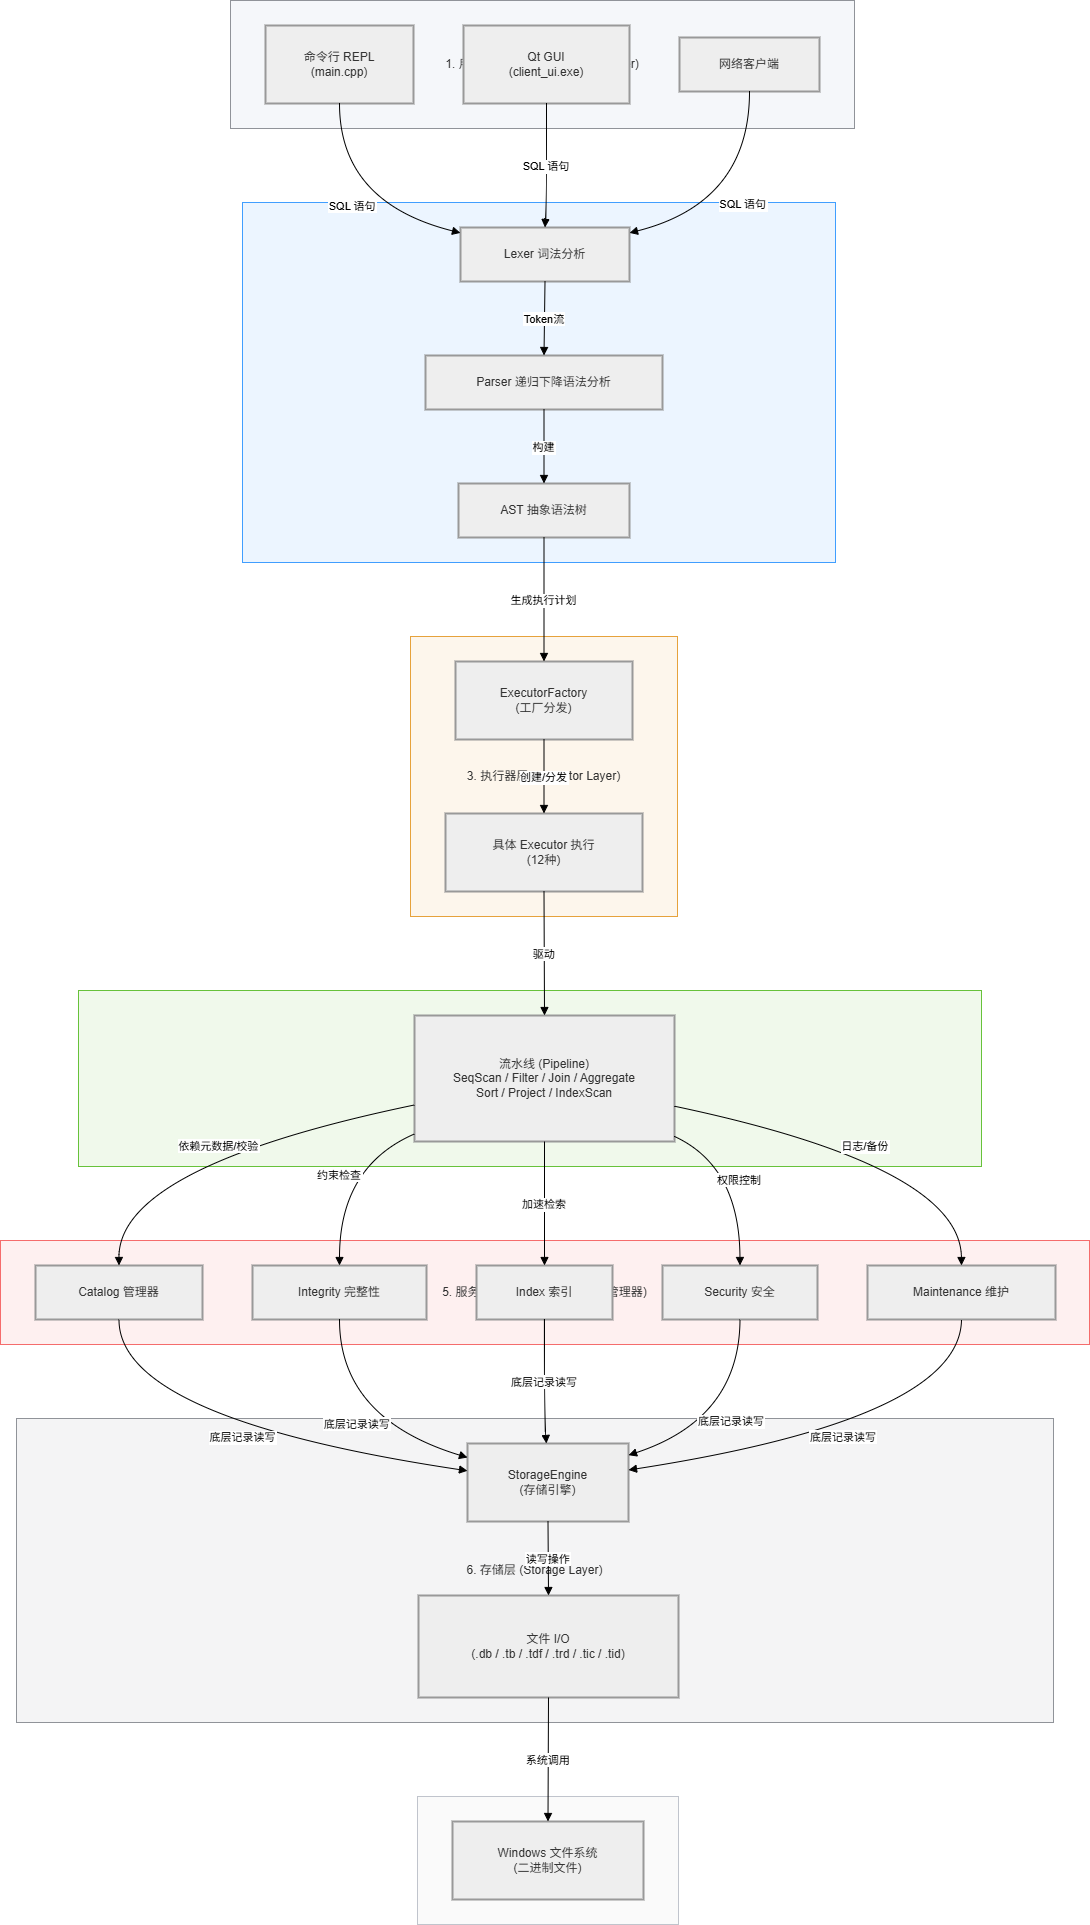 命令行 REPL
(main.cpp)
Qt GUI
(client_ui.exe)
网络客户端
1.
r)
SQL 语句
SQL 语句
SQL 语句
Lexer 词法分析
Token流
Parser 递归下降语法分析
构建
AST 抽象语法树
生成执行计划
ExecutorFactory
(工厂分发)
3. 执行器 tor Layer)
创建/分发
具体 Executor 执行
(12种)
驱动
流水线 (Pipeline)
SeqScan / Filter / Join / Aggregate
Sort / Project / IndexScan
依赖元数据/校验
约束检查
加速检索
权限控制
日志/备份
Catalog 管理器
Integrity 完整性
5. 服务 管理器)
Index 索引
Security 安全
Maintenance 维护
底层记录读写
底层记录读写
底层记录读写
底层记录读写
底层记录读写
StorageEngine
(存储引擎)
读写操作
6. 存储层 (Storage Layer)
文件 I/O
(.db / .tb / .tdf / .trd / .tic / .tid)
系统调用
Windows 文件系统
(二进制文件)